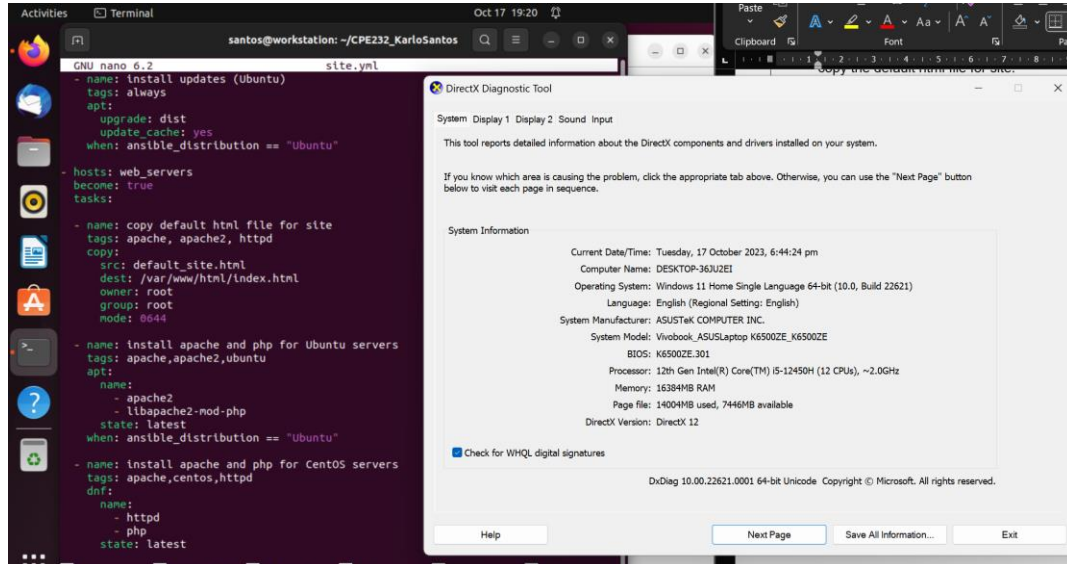 Activities
Terminal
Oct 17 19:20
santos@workstation: ~/CPE232_KarloSantos
GNU nano 6.2
site.yml
- name: install updates (Ubuntu)
tags: always
apt:
upgrade: dist
update_cache: yes
when: ansible_distribution == "Ubuntu"
- hosts: web_servers
become: true
tasks:
- name: copy default html file for site
tags: apache, apache2, httpd
copy:
src: default_site.html
dest: /var/www/html/index.html
owner: root
group: root
mode: 0644
- name: install apache and php for Ubuntu servers
tags: apache,apache2,ubuntu
apt:
name:
- apache2
- libapache2-mod-php
state: latest
when: ansible_distribution == "Ubuntu"
- name: install apache and php for CentOS servers
tags: apache,centos,httpd
dnf:
name:
- httpd
- php
state: latest
Paste
Clipboard
Font
Aa
copy the default html file for site.
DirectX Diagnostic Tool
System Display 1 Display 2 Sound Input
This tool reports detailed information about the DirectX components and drivers installed on your system.
If you know which area is causing the problem, click the appropriate tab above. Otherwise, you can use the "Next Page" button
below to visit each page in sequence.
System Information
Current Date/Time: Tuesday, 17 October 2023, 6:44:24 pm
Computer Name: DESKTOP-36JU2EI
Operating System: Windows 11 Home Single Language 64-bit (10.0, Build 22621)
Language: English (Regional Setting: English)
System Manufacturer: ASUSTeK COMPUTER INC.
System Model: Vivobook_ASUSLaptop K6500ZE_K6500ZE
BIOS: K6500ZE.301
Processor: 12th Gen Intel(R) Core(TM) i5-12450H (12 CPUs), ~2.0GHz
Memory: 16384MB RAM
Page file: 14004MB used, 7446MB available
DirectX Version: DirectX 12
Check for WHQL digital signatures
DxDiag 10.00.22621.0001 64-bit Unicode Copyright © Microsoft. All rights reserved.
Help
Next Page
Save All Information...
Exit